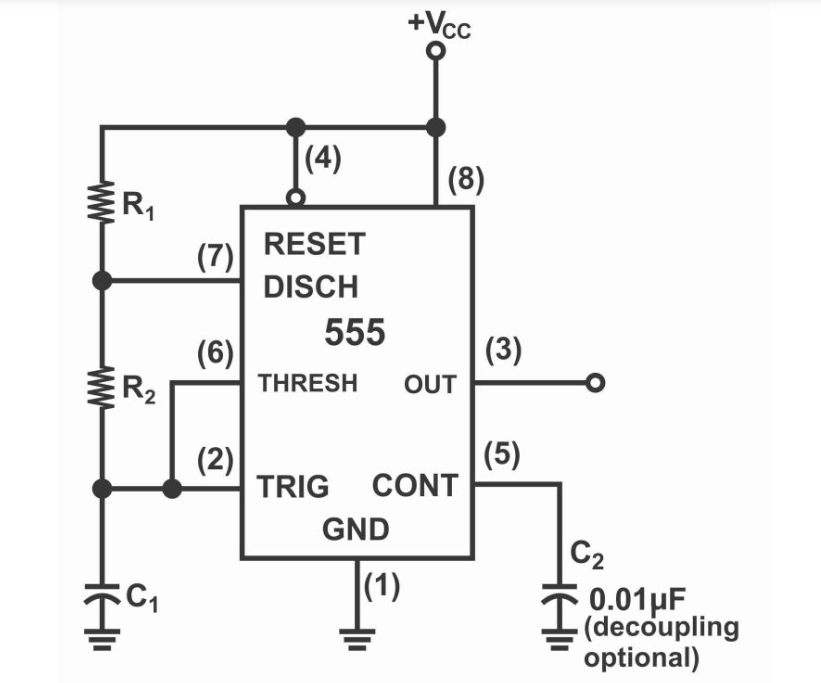 +VCC
(4)
(8)
R1
(7)
RESET
DISCH
555
(6)
(3)
R2
THRESH
OUT
(2)
(5)
TRIG
CONT
GND
C2
(1)
C1
0.01µF
(decoupling
optional)